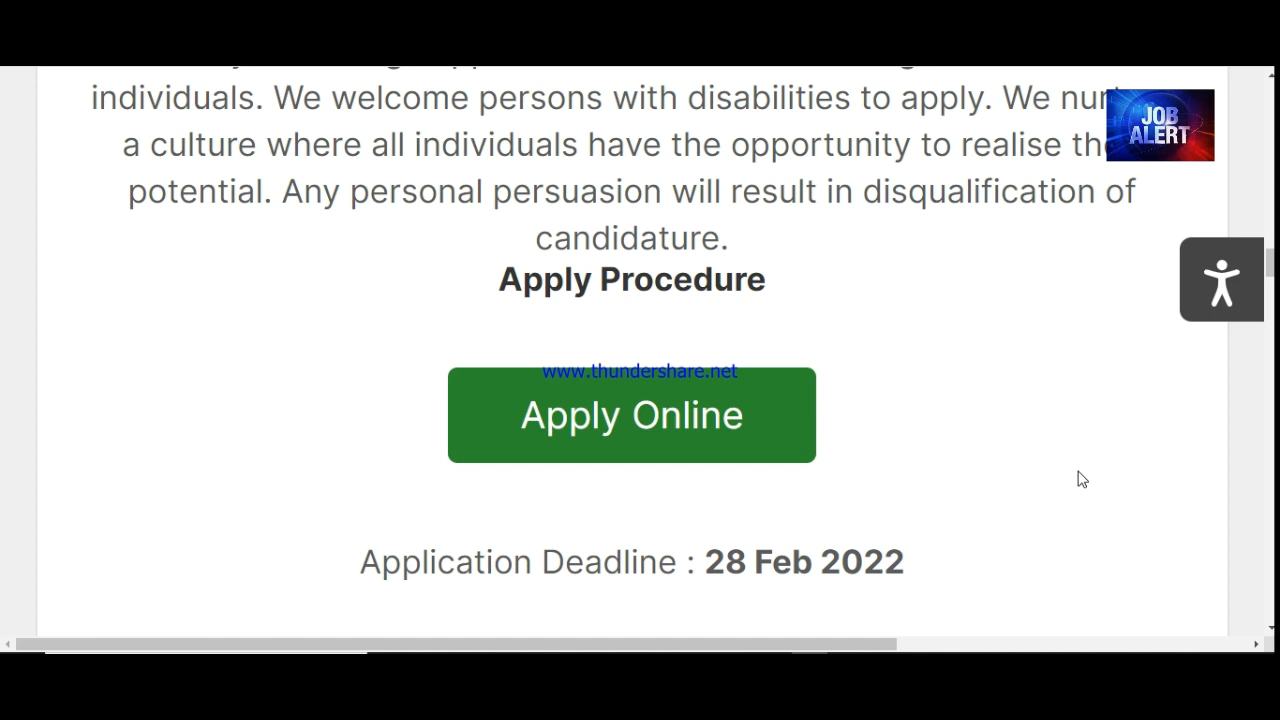 individuals. We welcome persons with disabilities to apply. We
a culture where all individuals have the opportunity to realise
potential. Any personal persuasion will result in disqualification of
candidature.
Apply Procedure
www.thundershare.net
Apply Online
Application Deadline : 28 Feb 2022
JOB
ALERT